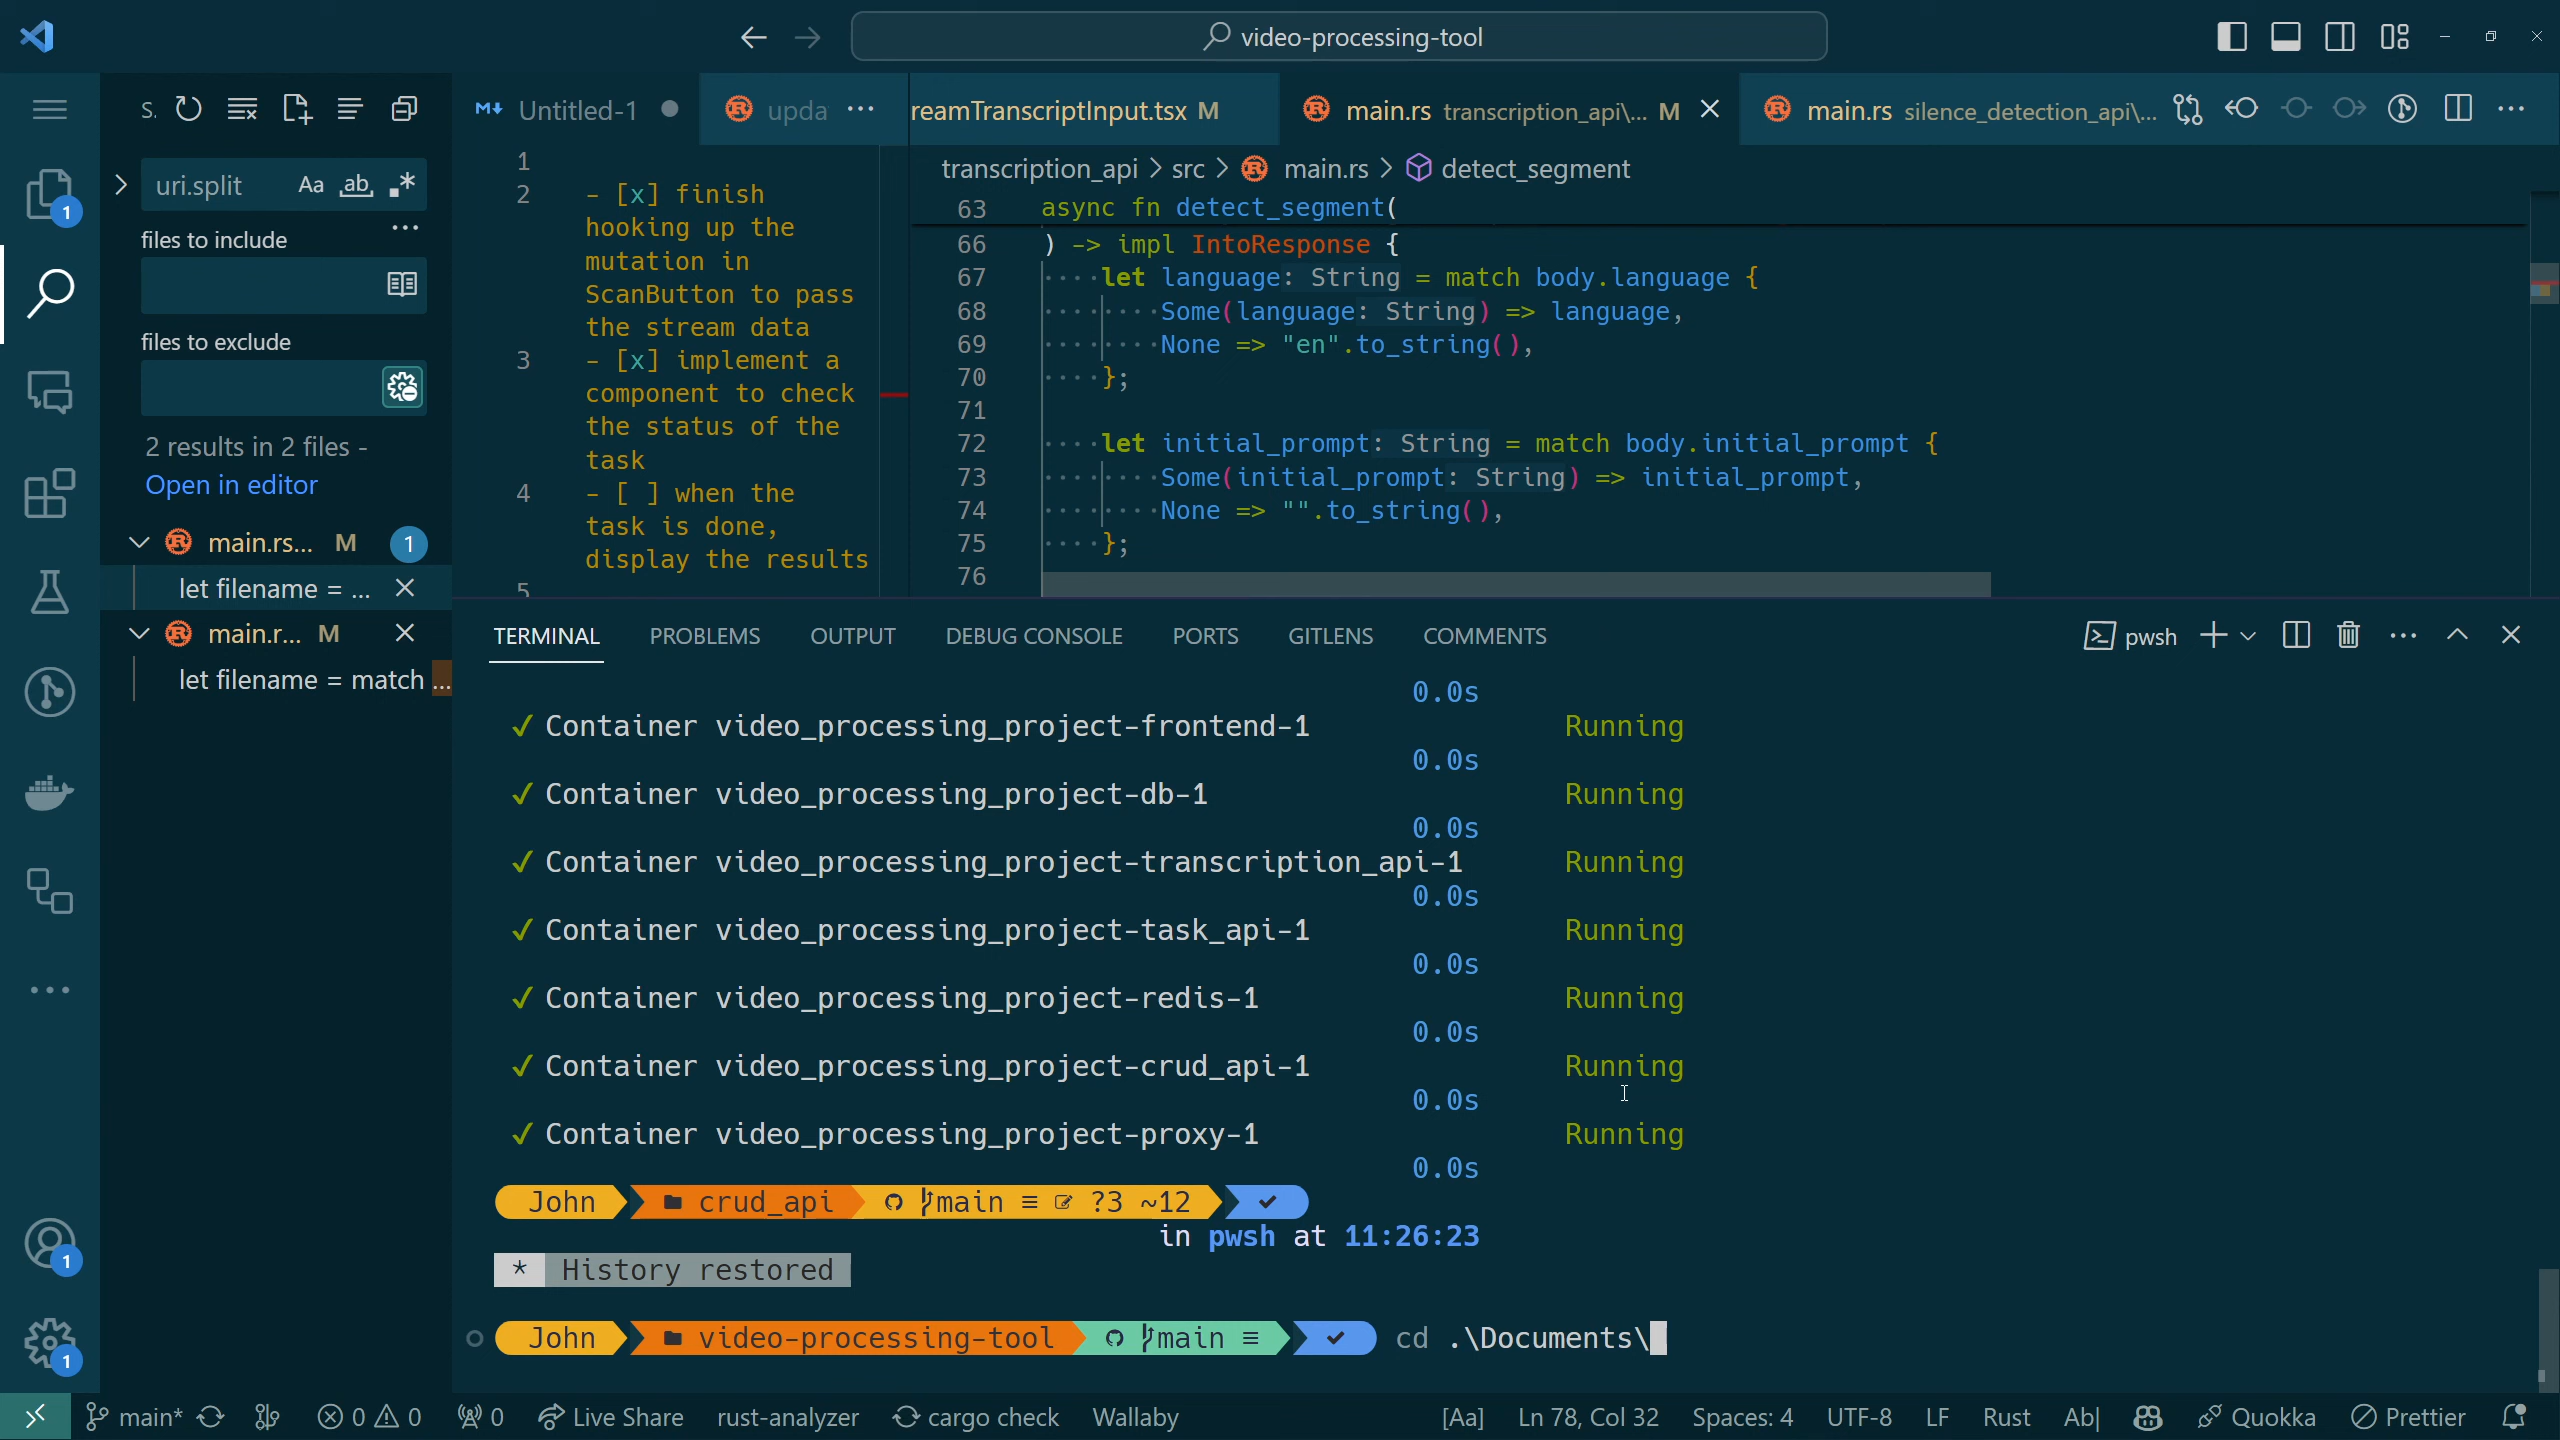 video-processing-tool
S.
uri.split
Aa
ab
files to include
files to exclude
2 results in 2 files -
Open in editor
main.rs... M 1
let filename = ...
main.r... M
let filename = match ...
1
1
1
Untitled-1
upda
reamTranscriptInput.tsx M
main.rs transcription_api\... M
main.rs silence_detection_api\...
1
2 - [x] finish
hooking up the
mutation in
ScanButton to pass
the stream data
3 - [x] implement a
component to check
the status of the
task
4 - [ ] when the
task is done,
display the results
5
transcription_api > src > main.rs > detect_segment
63 async fn detect_segment(
66 ) -> impl IntoResponse {
67 let language: String = match body.language {
68 Some(language: String) => language,
69 None => "en".to_string(),
70 };
71
72 let initial_prompt: String = match body.initial_prompt {
73 Some(initial_prompt: String) => initial_prompt,
74 None => "".to_string(),
75 };
76
TERMINAL PROBLEMS OUTPUT DEBUG CONSOLE PORTS GITLENS COMMENTS
pwsh
0.0s
✓ Container video_processing_project-frontend-1 Running
0.0s
✓ Container video_processing_project-db-1 Running
0.0s
✓ Container video_processing_project-transcription_api-1 Running
0.0s
✓ Container video_processing_project-task_api-1 Running
0.0s
✓ Container video_processing_project-redis-1 Running
0.0s
✓ Container video_processing_project-crud_api-1 Running
0.0s
✓ Container video_processing_project-proxy-1 Running
0.0s
John crud_api main ≡ ?3 ~12 ✓
in pwsh at 11:26:23
* History restored
John video-processing-tool main ≡ ✓ cd .\Documents\
main* 0 0 0 Live Share rust-analyzer cargo check Wallaby [Aa] Ln 78, Col 32 Spaces: 4 UTF-8 LF Rust Ab| Quokka Prettier